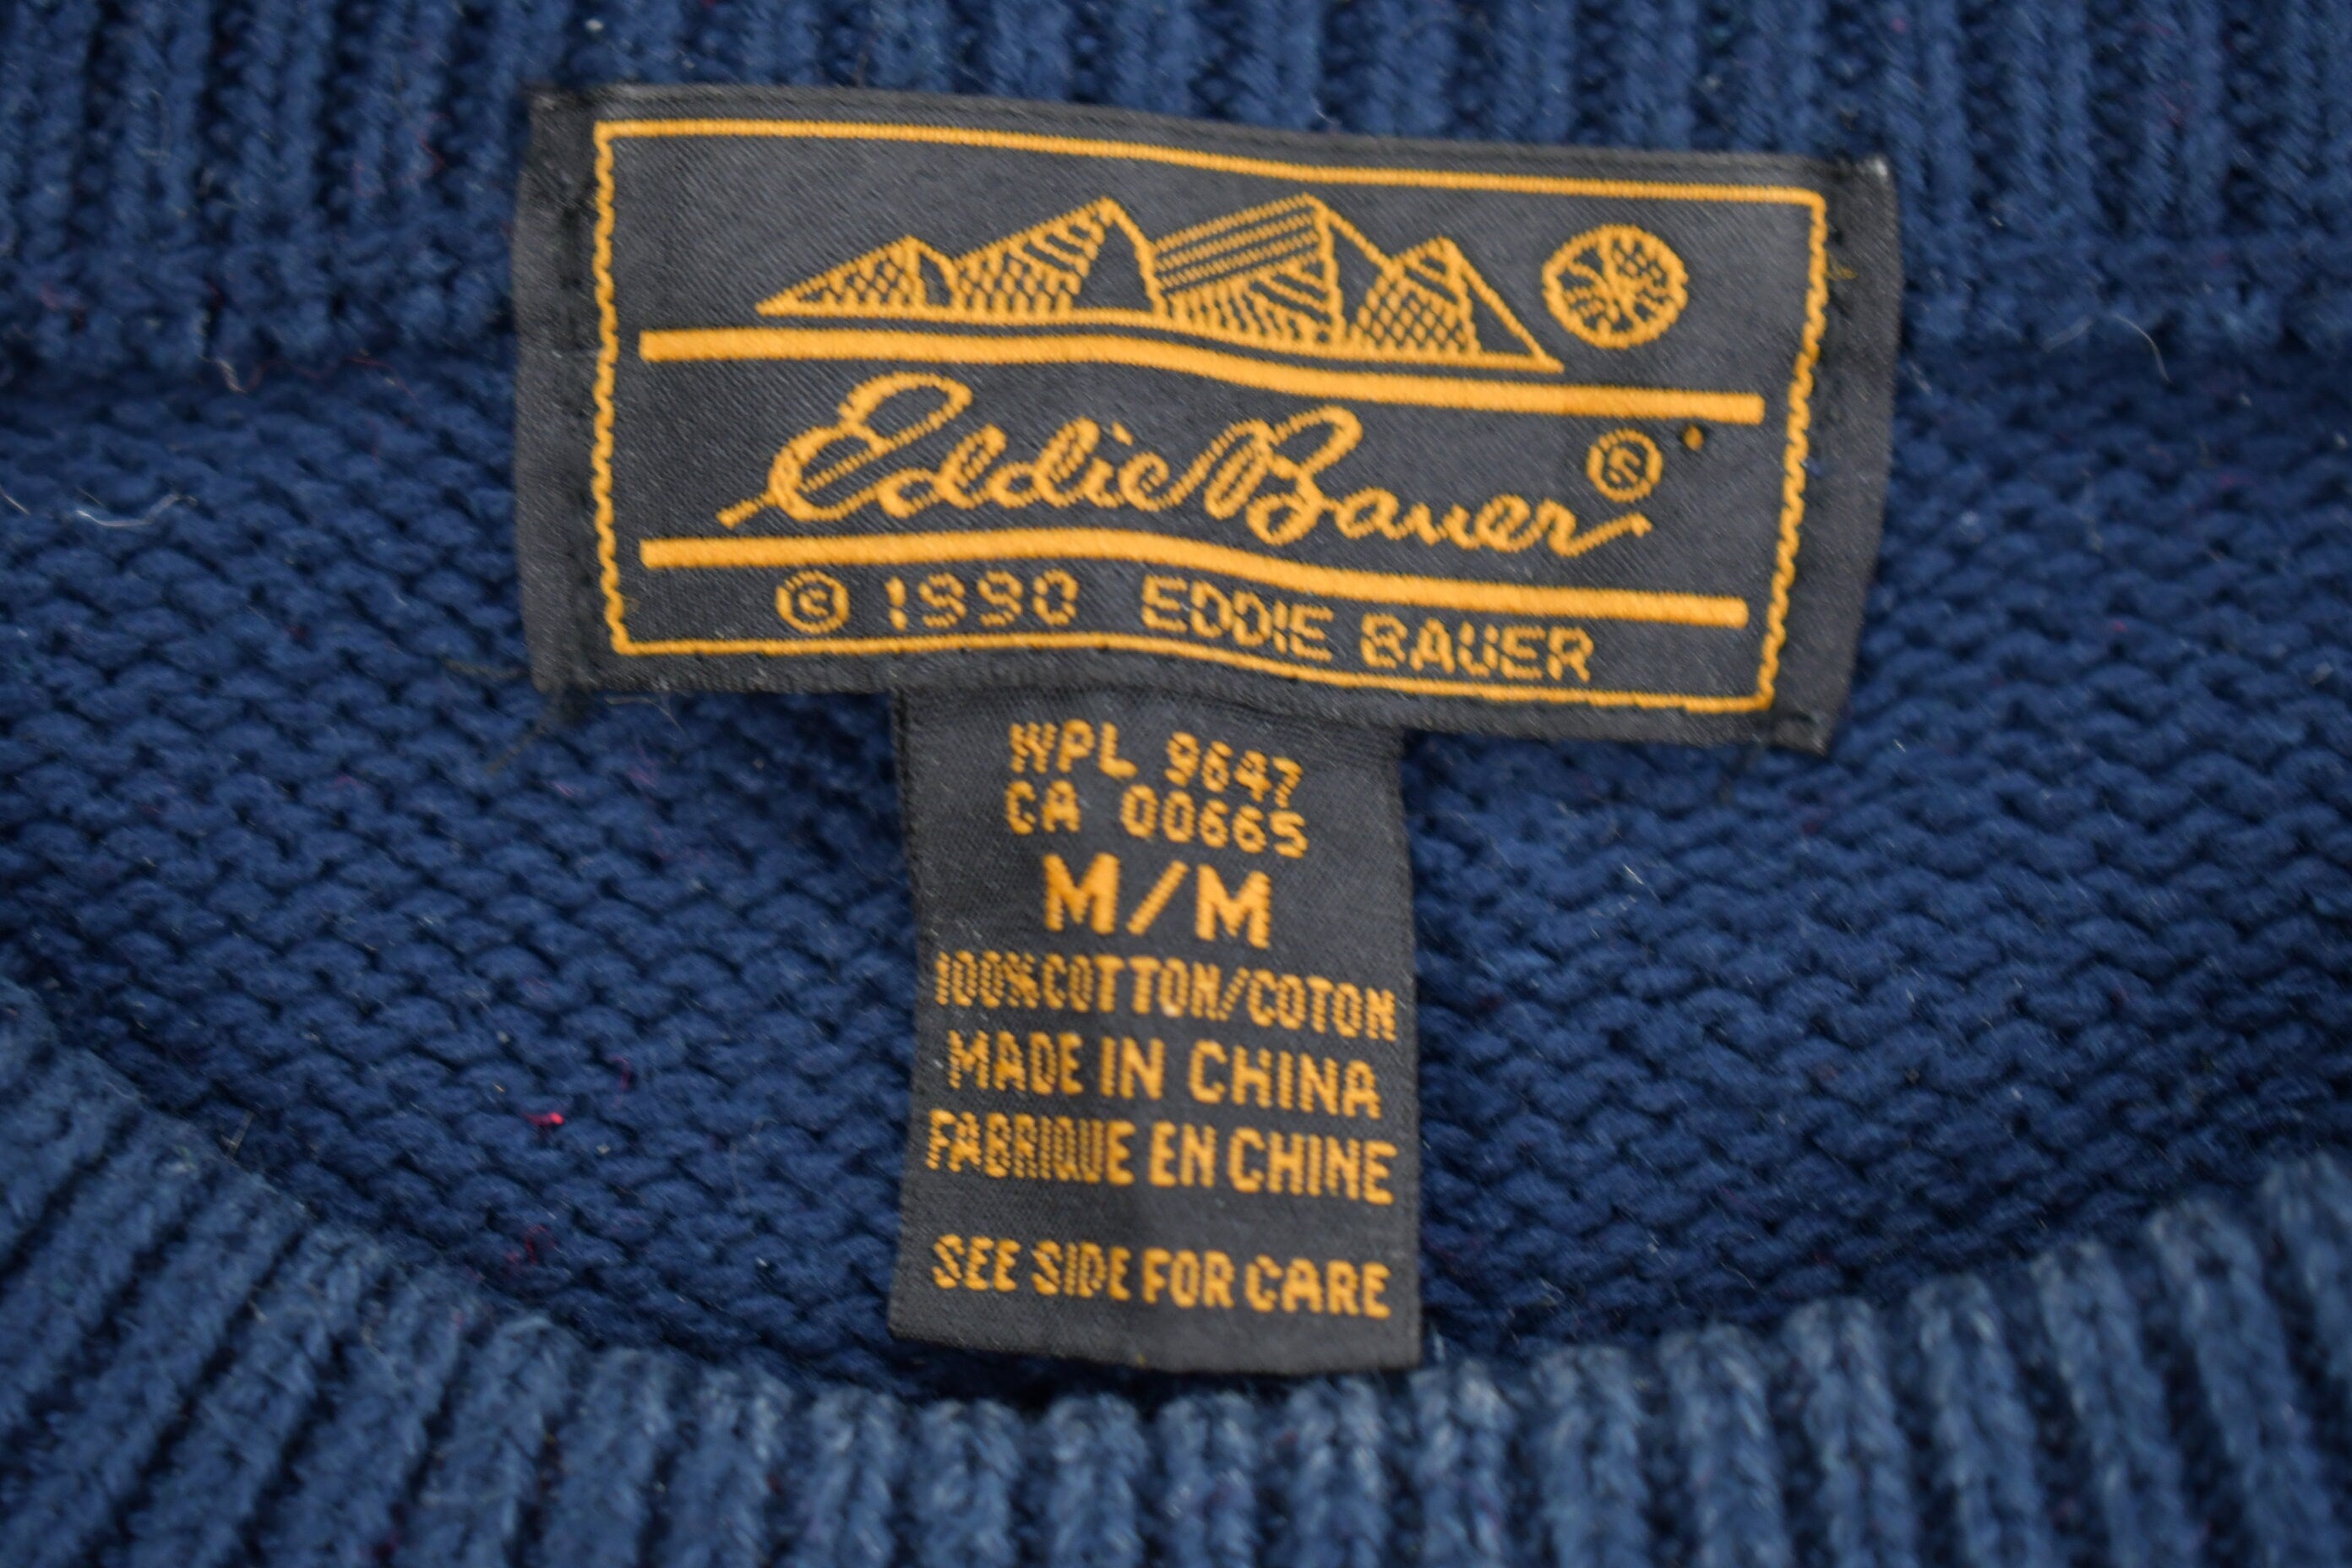 Eddie Bauer ®
© 1990 EDDIE BAUER
WPL 9647
CA 00665
M/M
100% COTTON/COTON
MADE IN CHINA
FABRIQUE EN CHINE
SEE SIDE FOR CARE